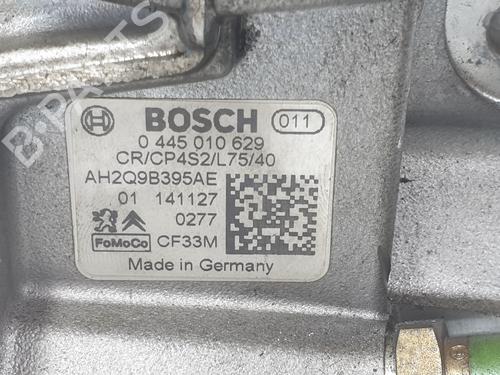 BOSCH 011
0 445 010 629
CR/CP4S2/L75/40
AH2Q9B395AE
01 141127
0277
FoMoCo CF33M
Made in Germany
B-PARTS